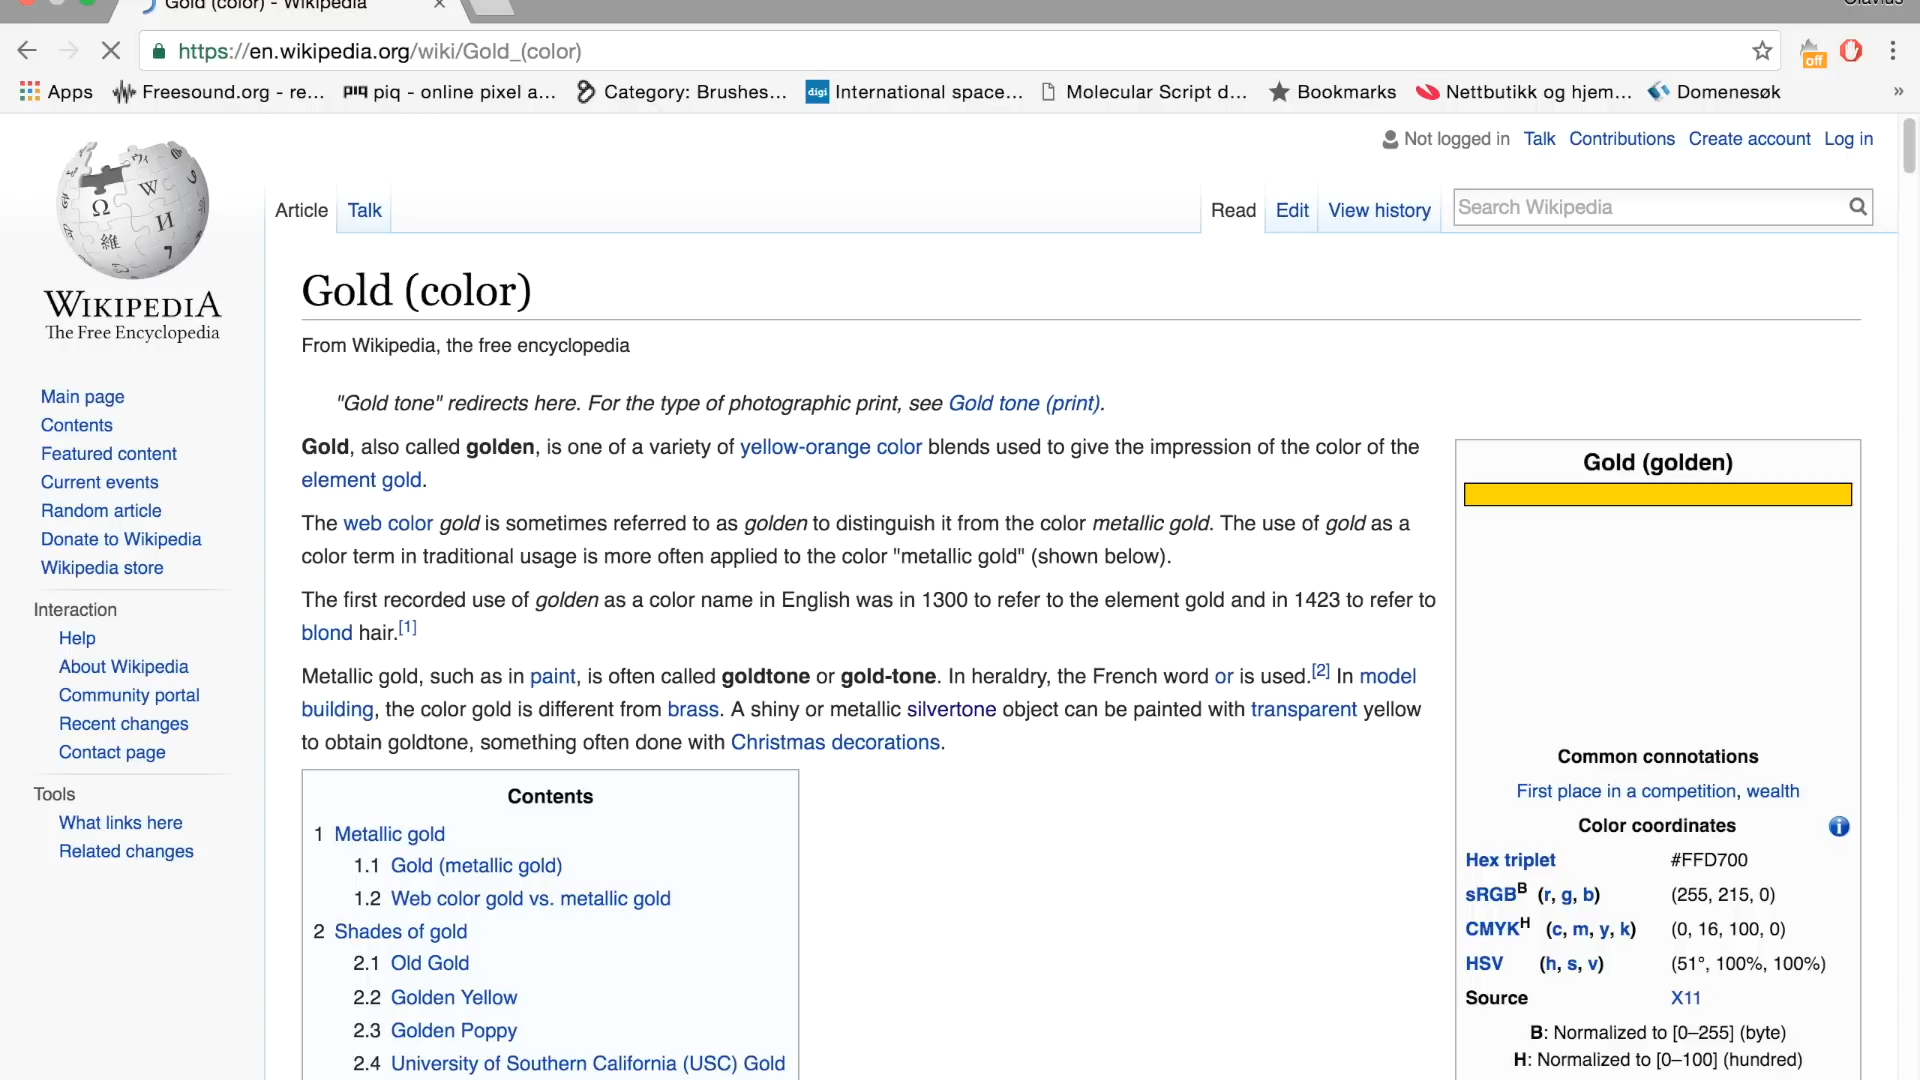 Gold (color) - Wikipedia
https://en.wikipedia.org/wiki/Gold_(color)
off
Apps Freesound.org - re... piq piq - online pixel a... Category: Brushes... digi International space... Molecular Script d... Bookmarks Nettbutikk og hjem... Domenesøk »
Not logged in Talk Contributions Create account Log in
Article Talk Read Edit View history Search Wikipedia
WIKIPEDIA
The Free Encyclopedia
Main page
Contents
Featured content
Current events
Random article
Donate to Wikipedia
Wikipedia store
Interaction
Help
About Wikipedia
Community portal
Recent changes
Contact page
Tools
What links here
Related changes
Gold (color)
From Wikipedia, the free encyclopedia
"Gold tone" redirects here. For the type of photographic print, see Gold tone (print).
Gold, also called golden, is one of a variety of yellow-orange color blends used to give the impression of the color of the
element gold.
The web color gold is sometimes referred to as golden to distinguish it from the color metallic gold. The use of gold as a
color term in traditional usage is more often applied to the color "metallic gold" (shown below).
The first recorded use of golden as a color name in English was in 1300 to refer to the element gold and in 1423 to refer to
blond hair.[1]
Metallic gold, such as in paint, is often called goldtone or gold-tone. In heraldry, the French word or is used.[2] In model
building, the color gold is different from brass. A shiny or metallic silvertone object can be painted with transparent yellow
to obtain goldtone, something often done with Christmas decorations.
Contents
1 Metallic gold
1.1 Gold (metallic gold)
1.2 Web color gold vs. metallic gold
2 Shades of gold
2.1 Old Gold
2.2 Golden Yellow
2.3 Golden Poppy
2.4 University of Southern California (USC) Gold
Gold (golden)
Common connotations
First place in a competition, wealth
Color coordinates
Hex triplet #FFD700
sRGBB (r, g, b) (255, 215, 0)
CMYKH (c, m, y, k) (0, 16, 100, 0)
HSV (h, s, v) (51°, 100%, 100%)
Source X11
B: Normalized to [0–255] (byte)
H: Normalized to [0–100] (hundred)